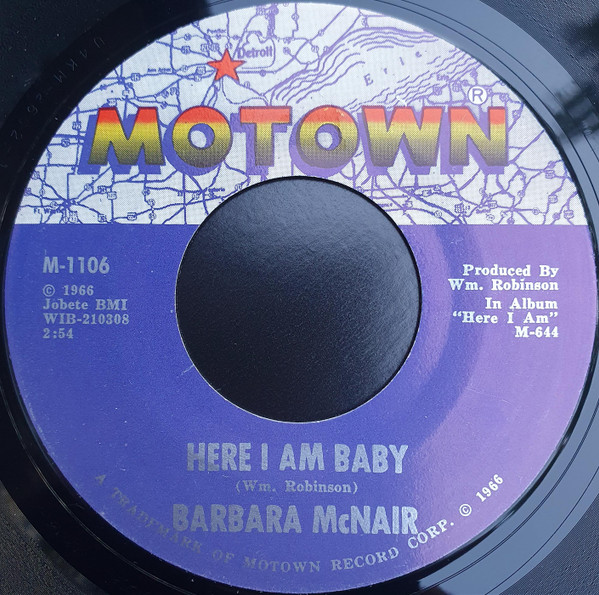 Detroit
Erie
MOTOWN®
M-1106
© 1966
Jobete BMI
WIB-210308
2:54
Produced By
Wm. Robinson
In Album
"Here I Am"
M-644
HERE I AM BABY
(Wm. Robinson)
BARBARA McNAIR
A TRADEMARK OF MOTOWN RECORD CORP. © 1966